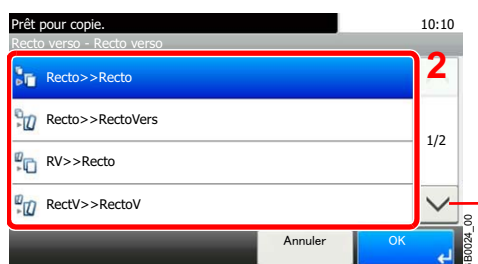 Prêt pour copie. 10:10
Recto verso - Recto verso
2
Recto>>Recto
Recto>>RectoVers
1/2
RV>>Recto
RectV>>RectoV
Annuler OK
B0024_00